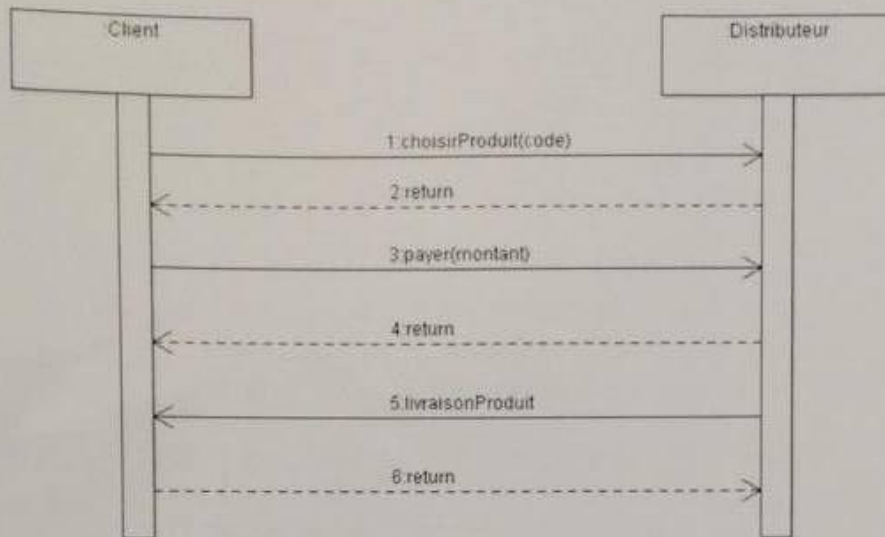 Client
Distributeur
1:choisirProduit(code)
2:return
3:payer(montant)
4:return
5:livraisonProduit
6:return